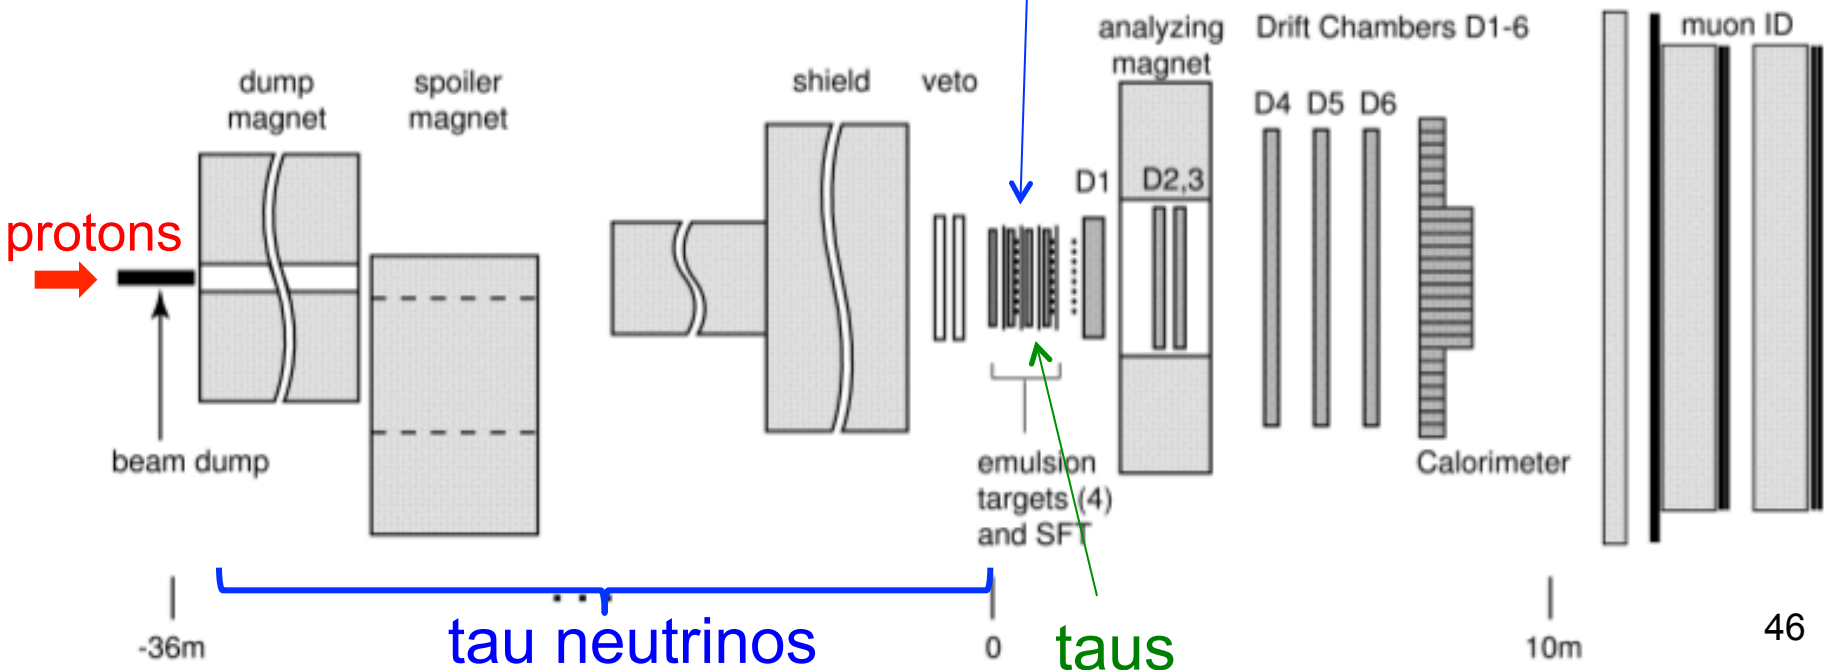 protons
dump
magnet
spoiler
magnet
shield
veto
analyzing
magnet
Drift Chambers D1-6
muon ID
D1
D2,3
D4
D5
D6
beam dump
emulsion
targets (4)
and SFT
Calorimeter
-36m
tau neutrinos
0
taus
10m
46